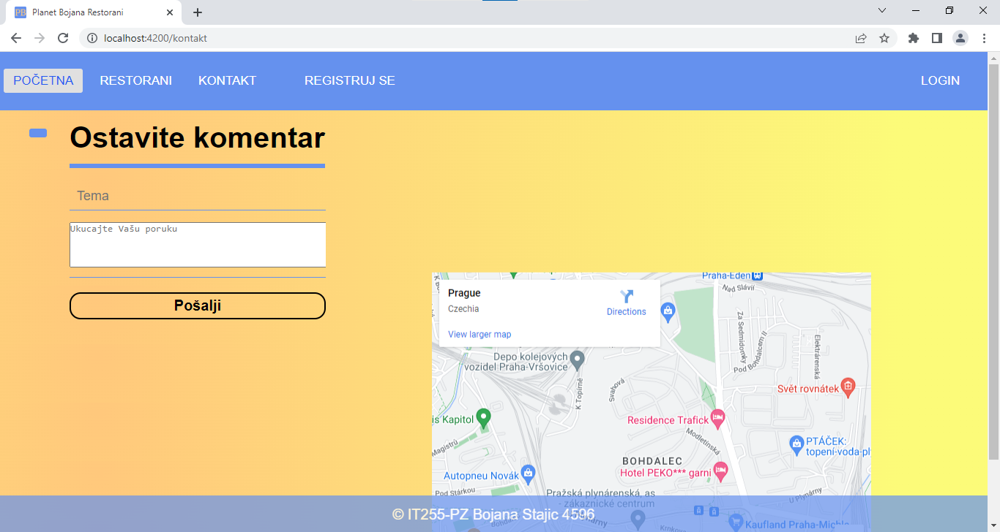 PB Planet Bojana Restorani
localhost:4200/kontakt
POČETNA RESTORANI KONTAKT REGISTRUJ SE LOGIN
Ostavite komentar
Tema
Ukucajte Vašu poruku
Pošalji
Praha-Eden
Nad Slávií
Prague
Czechia
Directions
View larger map
Za Sedmidomky
Pod Bohdalcem II
Elektrárenská
Depo kolejových
vozidel Praha-Vršovice
K Topírně
Svahová
Svět rovnátek
is Kapitol
Residence Trafick
Modletínská
Magistrů
PTÁČEK:
topení-voda-pl
BOHDALEC
Hotel PEKO*** garni
Autopneu Novák
Pod Stárkou
Pražská plynárenská, as
- zákaznické centrum
U Plynárny
© IT255-PZ Bojana Stajic 4596
Kaufland Praha-Michle